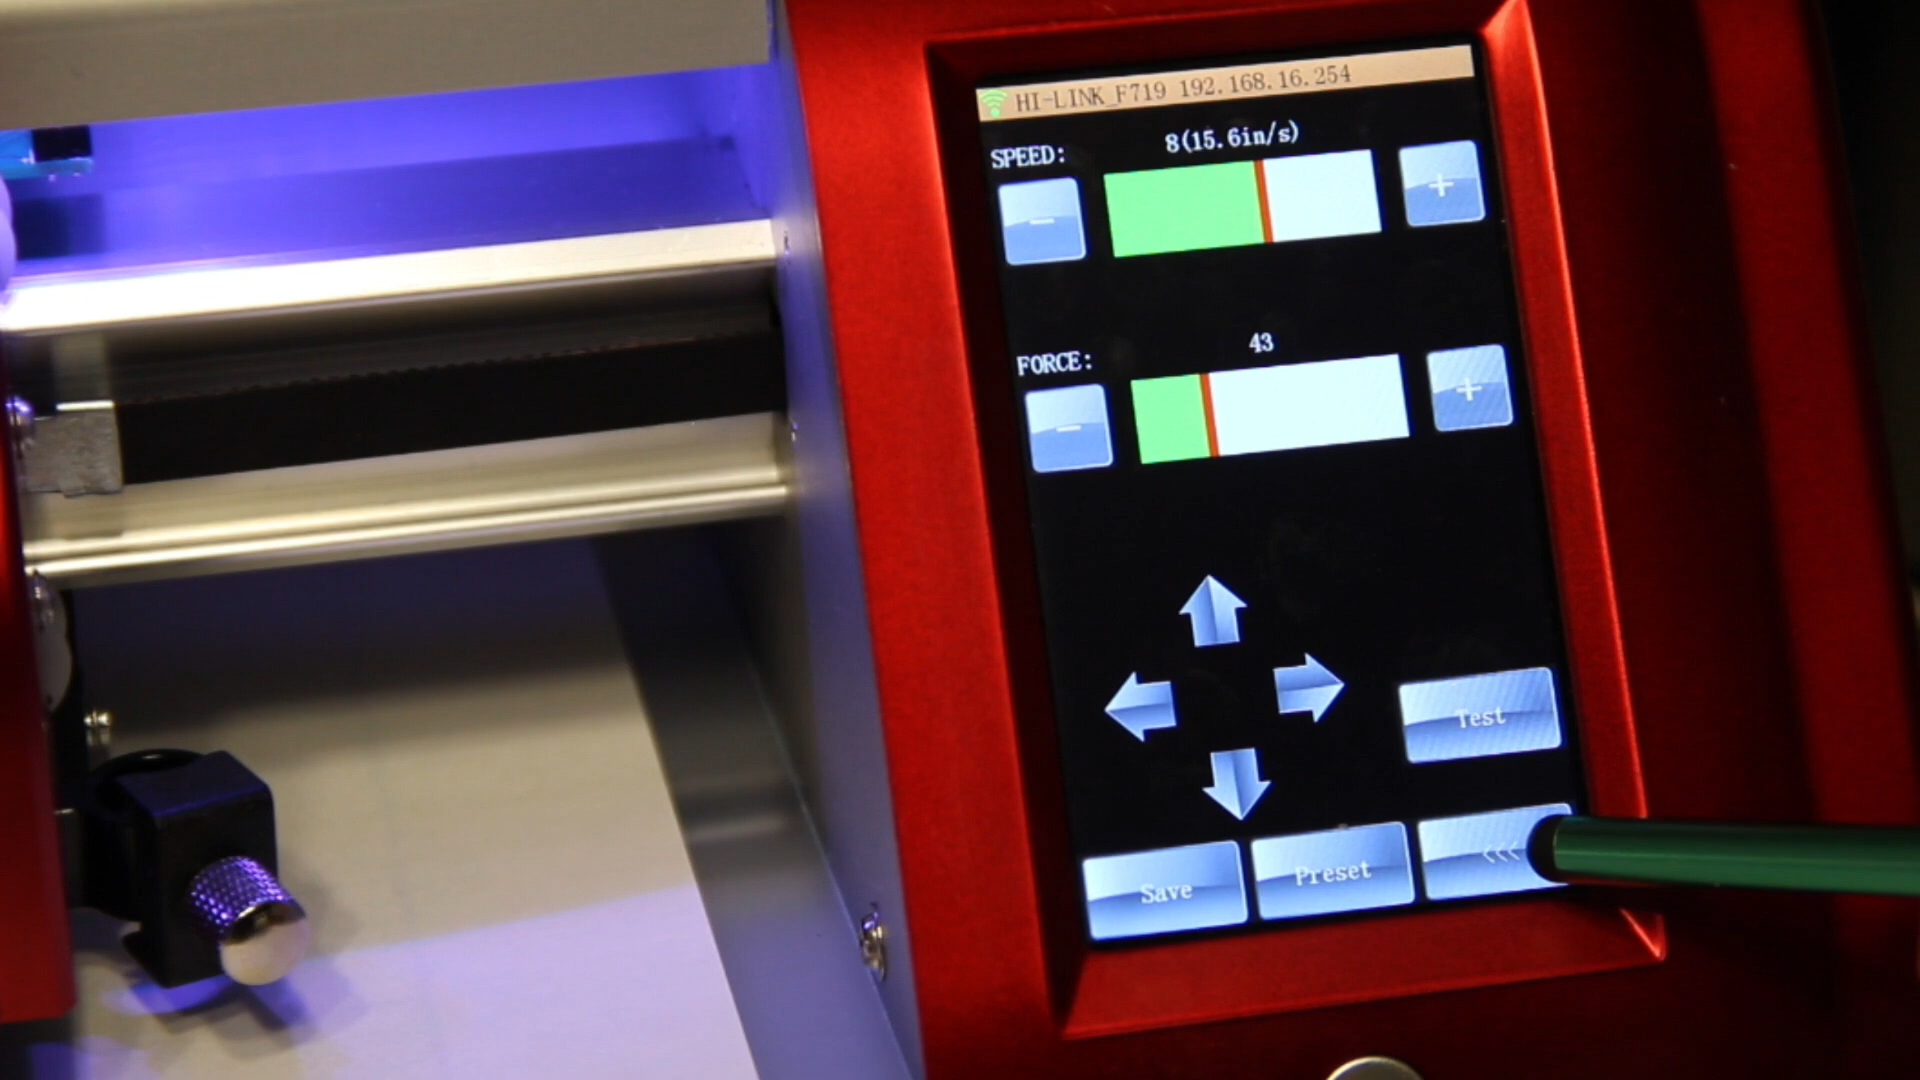 HI-LINK_F719 192.168.16.254
SPEED:
8(15.6in/s)
-
+
FORCE:
43
-
+
Test
Save
Preset
<<<